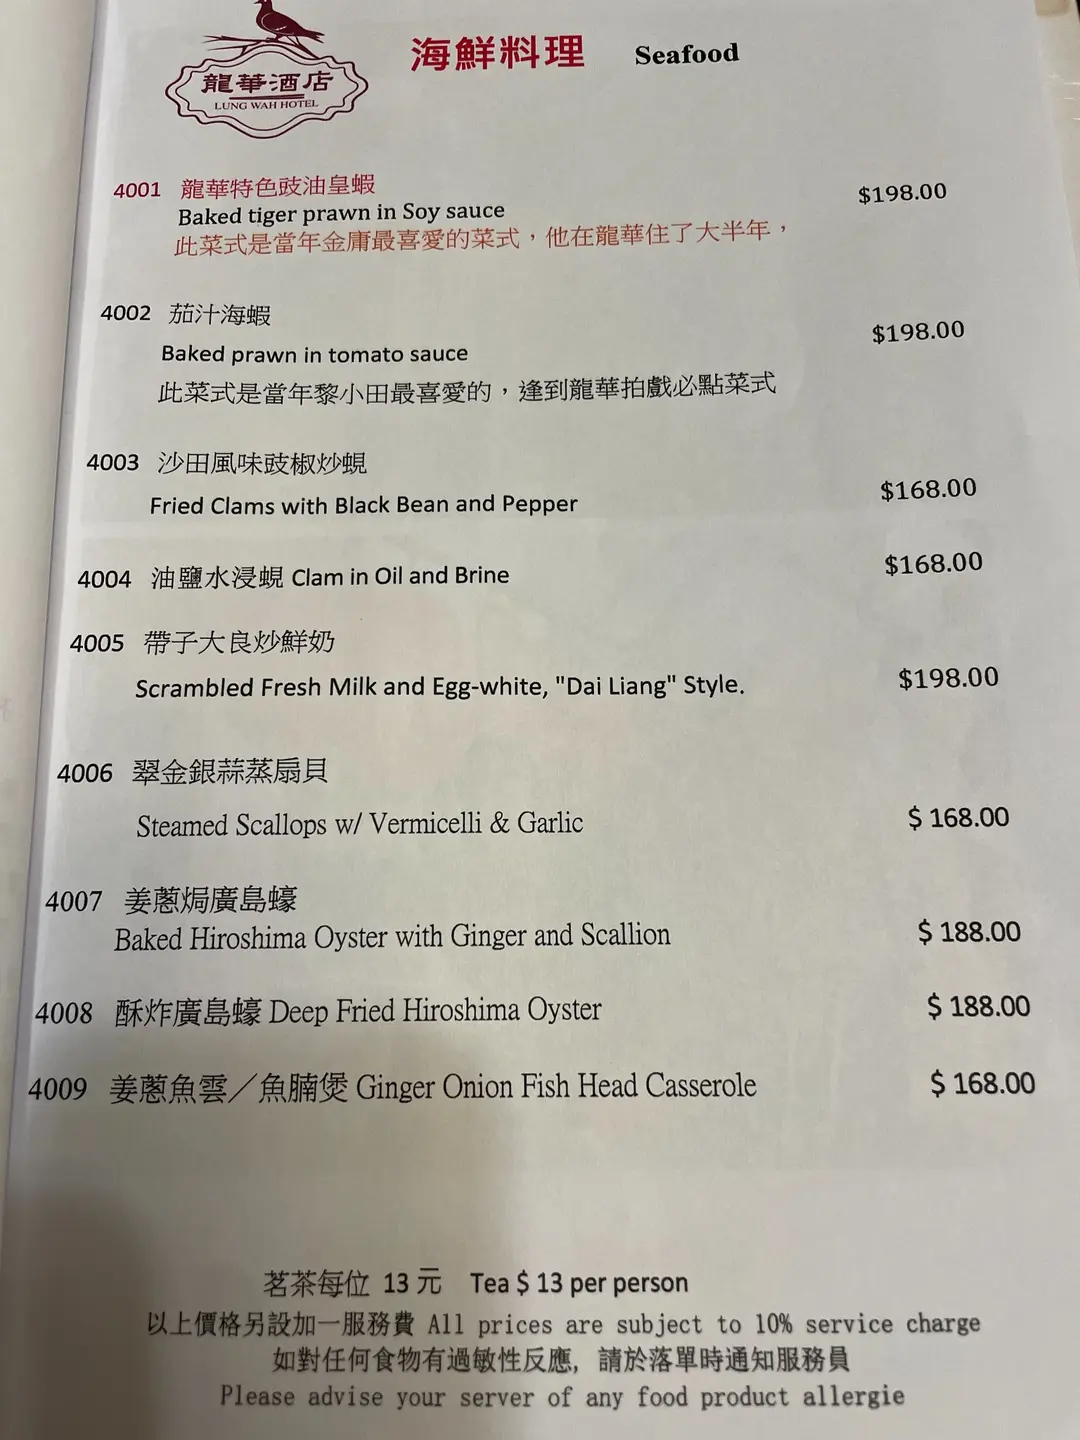 龍華酒店
LUNG WAH HOTEL
海鮮料理 Seafood
4001 龍華特色豉油皇蝦 $198.00
Baked tiger prawn in Soy sauce
此菜式是當年金庸最喜愛的菜式，他在龍華住了大半年，
4002 茄汁海蝦
Baked prawn in tomato sauce $198.00
此菜式是當年黎小田最喜愛的，逢到龍華拍戲必點菜式
4003 沙田風味豉椒炒蜆
Fried Clams with Black Bean and Pepper $168.00
4004 油鹽水浸蜆 Clam in Oil and Brine $168.00
4005 帶子大良炒鮮奶
Scrambled Fresh Milk and Egg-white, "Dai Liang" Style. $198.00
4006 翠金銀蒜蒸扇貝
Steamed Scallops w/ Vermicelli & Garlic $ 168.00
4007 姜蔥焗廣島蠔
Baked Hiroshima Oyster with Ginger and Scallion $ 188.00
4008 酥炸廣島蠔 Deep Fried Hiroshima Oyster $ 188.00
4009 姜蔥魚雲／魚腩煲 Ginger Onion Fish Head Casserole $ 168.00
茗茶每位 13 元 Tea $ 13 per person
以上價格另設加一服務費 All prices are subject to 10% service charge
如對任何食物有過敏性反應, 請於落單時通知服務員
Please advise your server of any food product allergie